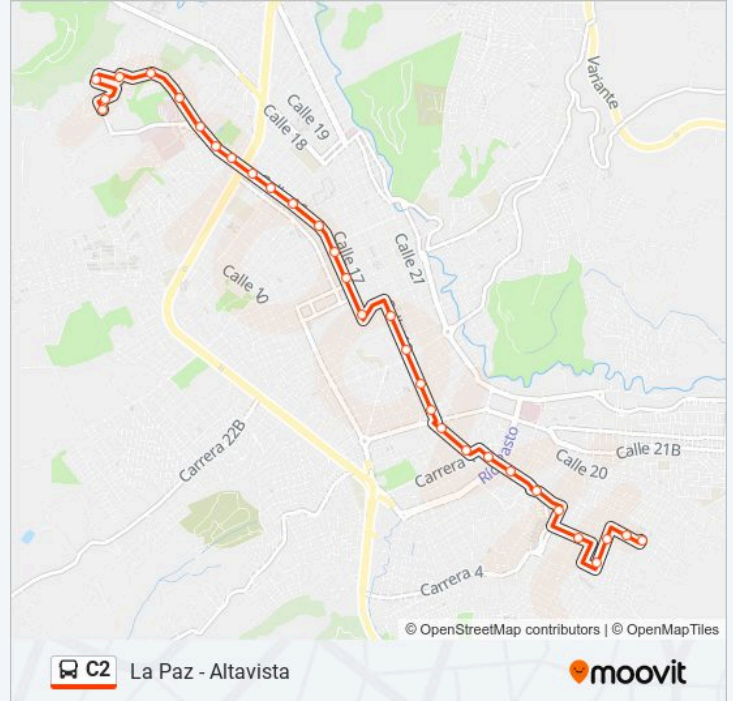 Variante
Calle 19
Calle 18
Calle 21
Calle 17
Calle 10
Carrera 22B
Carrera
Río Pasto
Calle 20
Calle 21B
Carrera 4
© OpenStreetMap contributors | © OpenMapTiles
C2 La Paz - Altavista
moovit